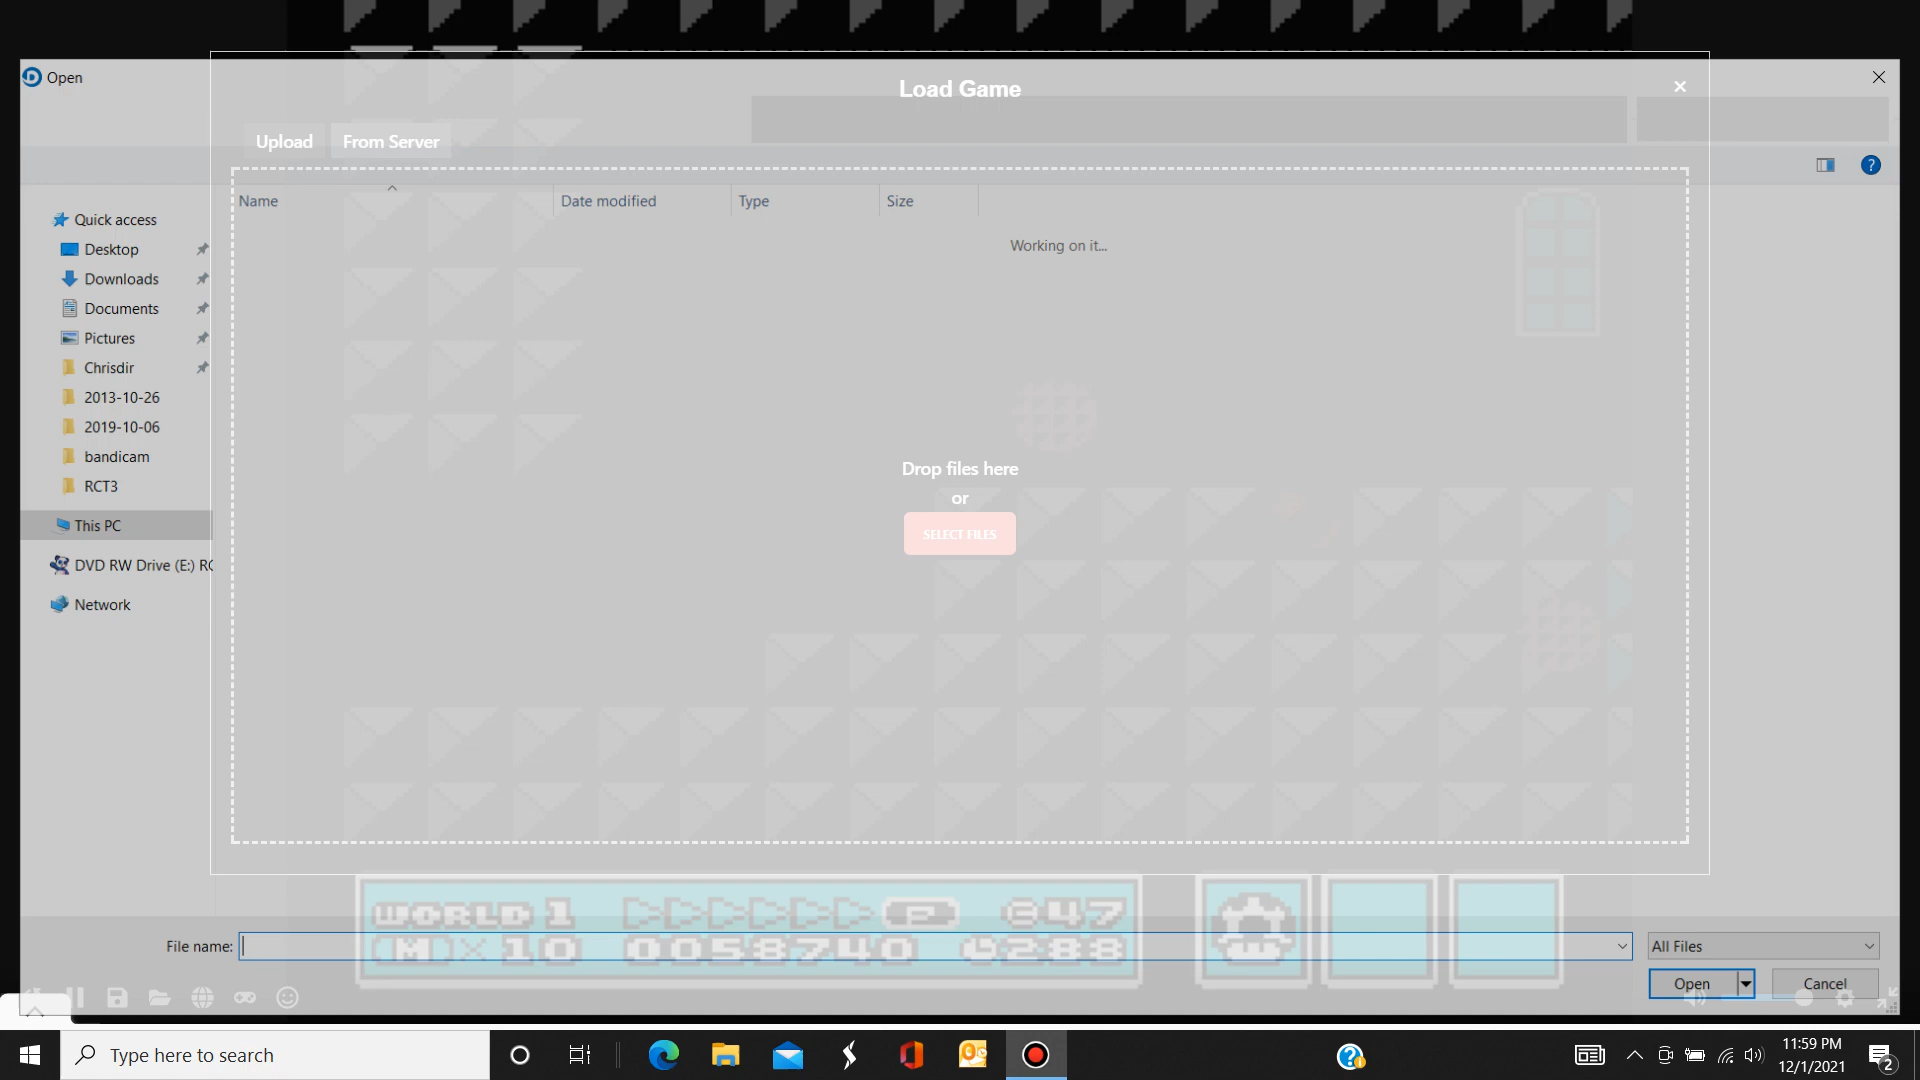 Open
Load Game
×
Upload
From Server
?
Name
Date modified
Type
Size
Working on it...
Quick access
Desktop
Downloads
Documents
Pictures
Chrisdir
2013-10-26
2019-10-06
bandicam
RCT3
This PC
DVD RW Drive (E:) RC
Network
Drop files here
or
SELECT FILES
WORLD 1 P 47
(M)× 10 0058740 288
File name:
All Files
Open
Cancel
Type here to search
11:59 PM
12/1/2021
2